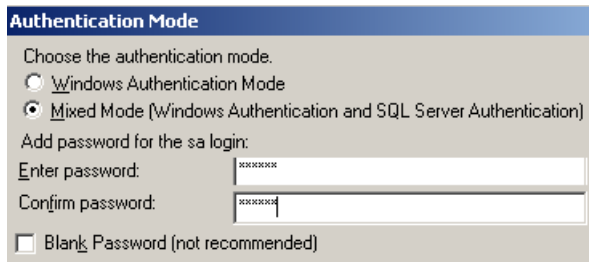 Authentication Mode
Choose the authentication mode.
Windows Authentication Mode
Mixed Mode (Windows Authentication and SQL Server Authentication)
Add password for the sa login:
Enter password: ××××××
Confirm password: ××××××
Blank Password (not recommended)